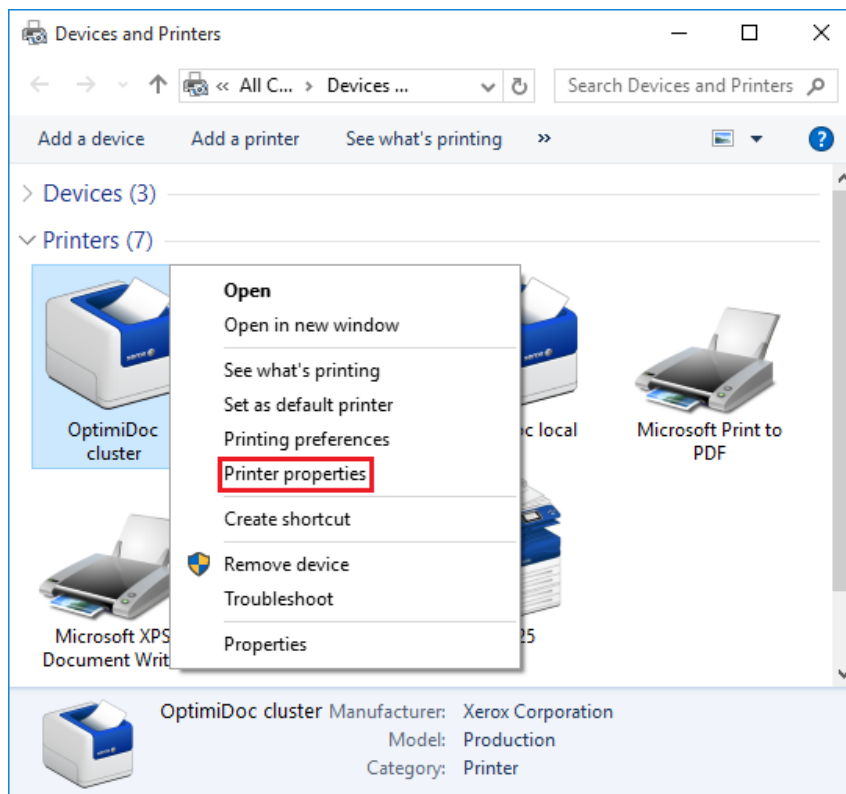 Devices and Printers
« All C... › Devices ...
Search Devices and Printers
Add a device
Add a printer
See what's printing
»
?
Devices (3)
Printers (7)
OptimiDoc
cluster
Open
Open in new window
See what's printing
Set as default printer
Printing preferences
Printer properties
Create shortcut
Remove device
Troubleshoot
Properties
oc local
Microsoft Print to
PDF
Microsoft XPS
Document Writ
25
OptimiDoc cluster Manufacturer: Xerox Corporation
Model: Production
Category: Printer